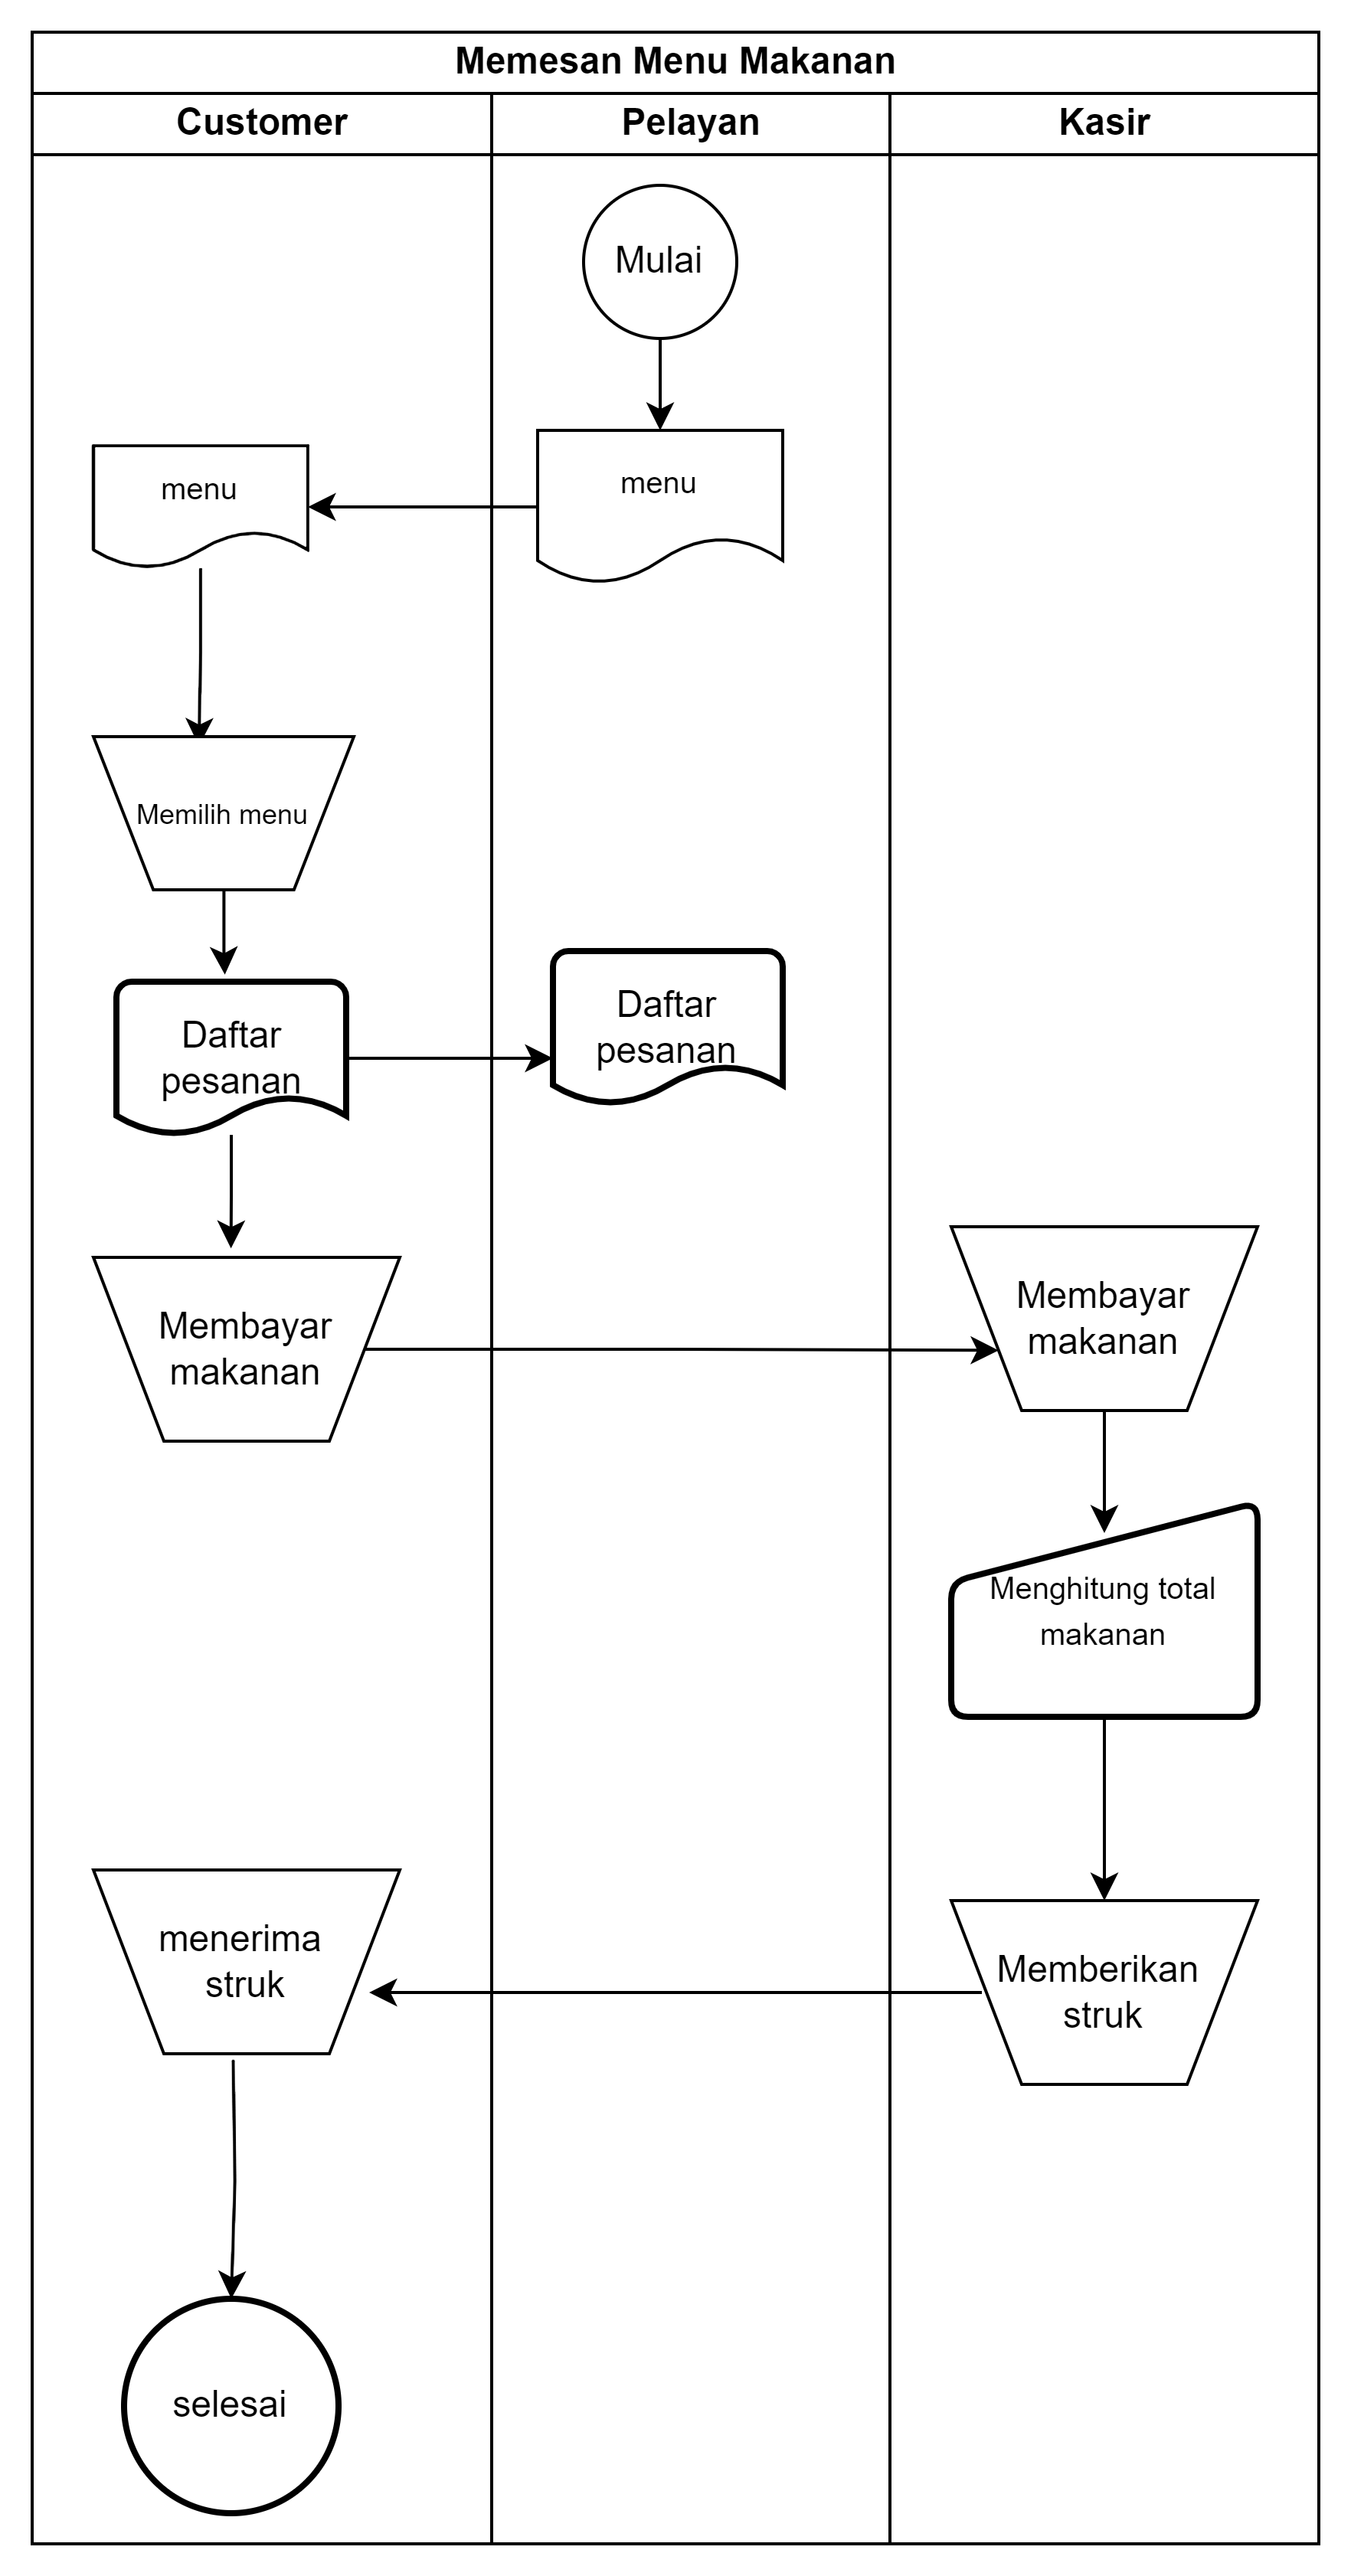 Memesan Menu Makanan
Customer
Pelayan
Kasir
Mulai
menu
menu
Memilih menu
Daftar
pesanan
Daftar
pesanan
Membayar
makanan
Membayar
makanan
Menghitung total
makanan
menerima
struk
Memberikan
struk
selesai